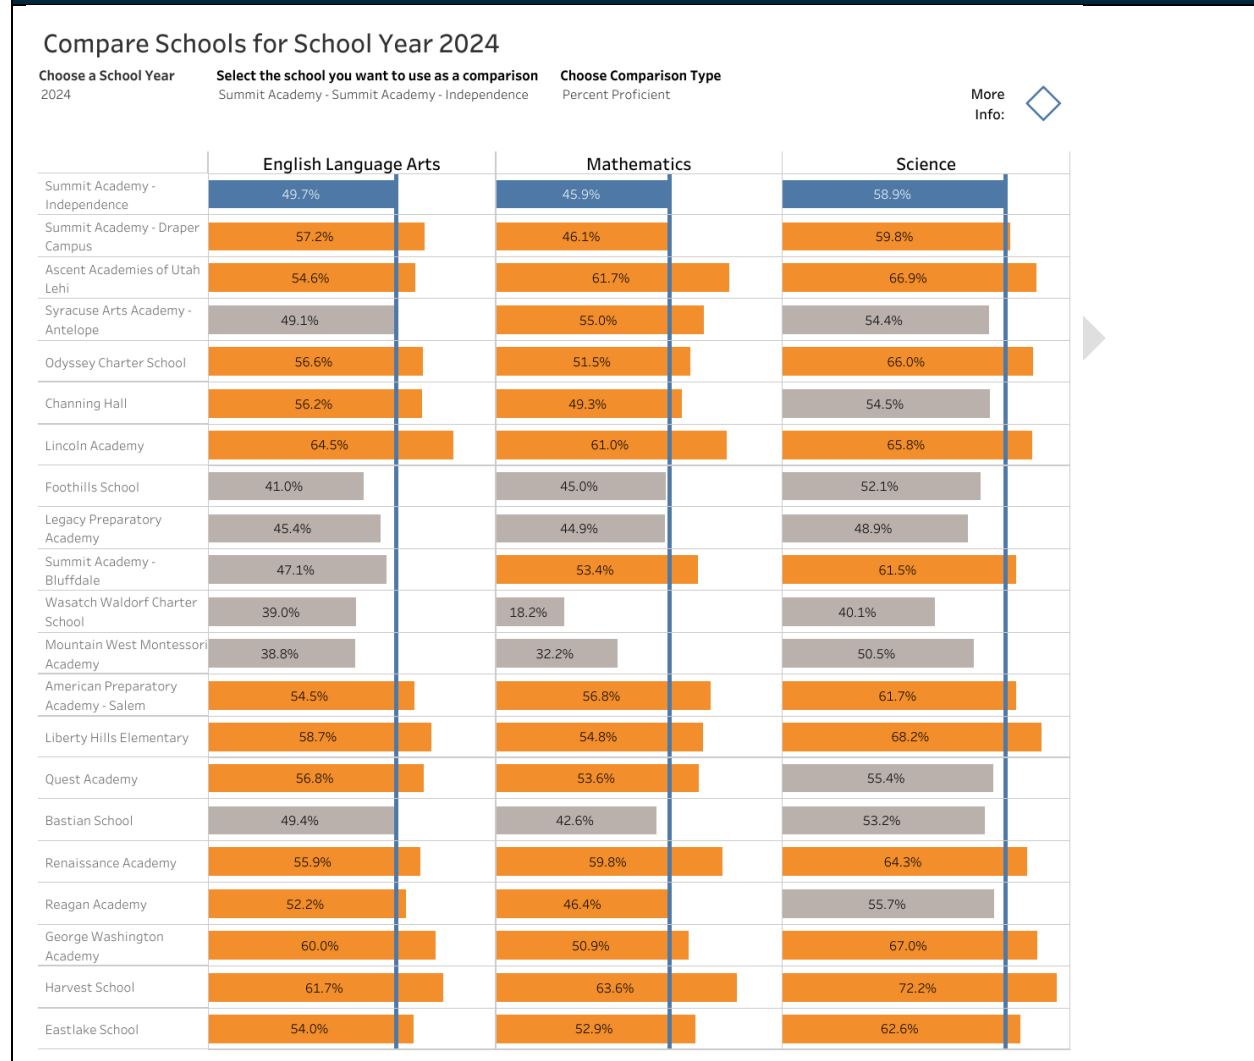 Compare Schools for School Year 2024
Choose a School Year
2024
Select the school you want to use as a comparison
Summit Academy - Summit Academy - Independence
Choose Comparison Type
Percent Proficient
More
Info:
English Language Arts Mathematics Science
Summit Academy -
Independence
49.7% 45.9% 58.9%
Summit Academy - Draper
Campus
57.2% 46.1% 59.8%
Ascent Academies of Utah
Lehi
54.6% 61.7% 66.9%
Syracuse Arts Academy -
Antelope
49.1% 55.0% 54.4%
Odyssey Charter School 56.6% 51.5% 66.0%
Channing Hall 56.2% 49.3% 54.5%
Lincoln Academy 64.5% 61.0% 65.8%
Foothills School 41.0% 45.0% 52.1%
Legacy Preparatory
Academy
45.4% 44.9% 48.9%
Summit Academy -
Bluffdale
47.1% 53.4% 61.5%
Wasatch Waldorf Charter
School
39.0% 18.2% 40.1%
Mountain West Montessori
Academy
38.8% 32.2% 50.5%
American Preparatory
Academy - Salem
54.5% 56.8% 61.7%
Liberty Hills Elementary 58.7% 54.8% 68.2%
Quest Academy 56.8% 53.6% 55.4%
Bastian School 49.4% 42.6% 53.2%
Renaissance Academy 55.9% 59.8% 64.3%
Reagan Academy 52.2% 46.4% 55.7%
George Washington
Academy
60.0% 50.9% 67.0%
Harvest School 61.7% 63.6% 72.2%
Eastlake School 54.0% 52.9% 62.6%